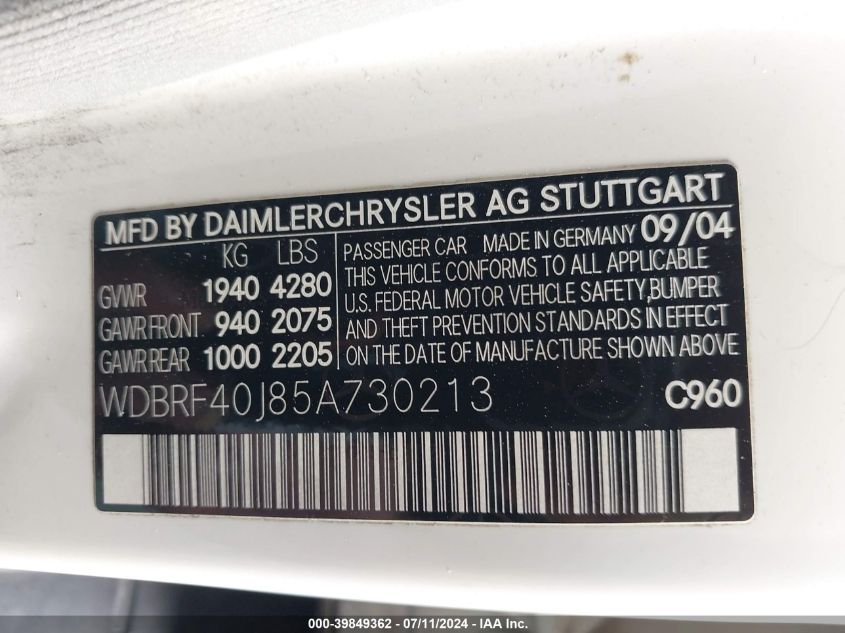 MFD BY DAIMLERCHRYSLER AG STUTTGART
KG LBS
GVWR 1940 4280
GAWR FRONT 940 2075
GAWR REAR 1000 2205
PASSENGER CAR MADE IN GERMANY 09/04
THIS VEHICLE CONFORMS TO ALL APPLICABLE
U.S. FEDERAL MOTOR VEHICLE SAFETY,BUMPER
AND THEFT PREVENTION STANDARDS IN EFFECT
ON THE DATE OF MANUFACTURE SHOWN ABOVE
WDBRF40J85A730213 C960
000-39849362 - 07/11/2024 - IAAI.com